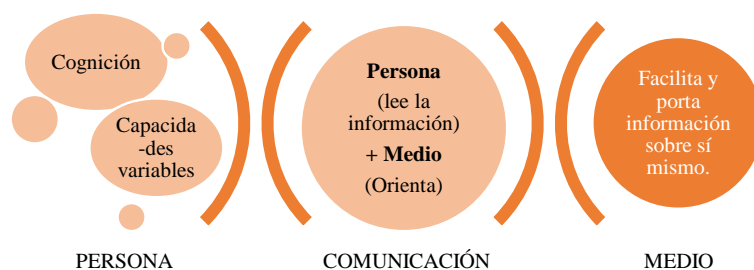 Cognición
Capacida
-des
variables
Persona
(lee la
información)
+ Medio
(Orienta)
Facilita y
porta
información
sobre sí
mismo.
PERSONA
COMUNICACIÓN
MEDIO